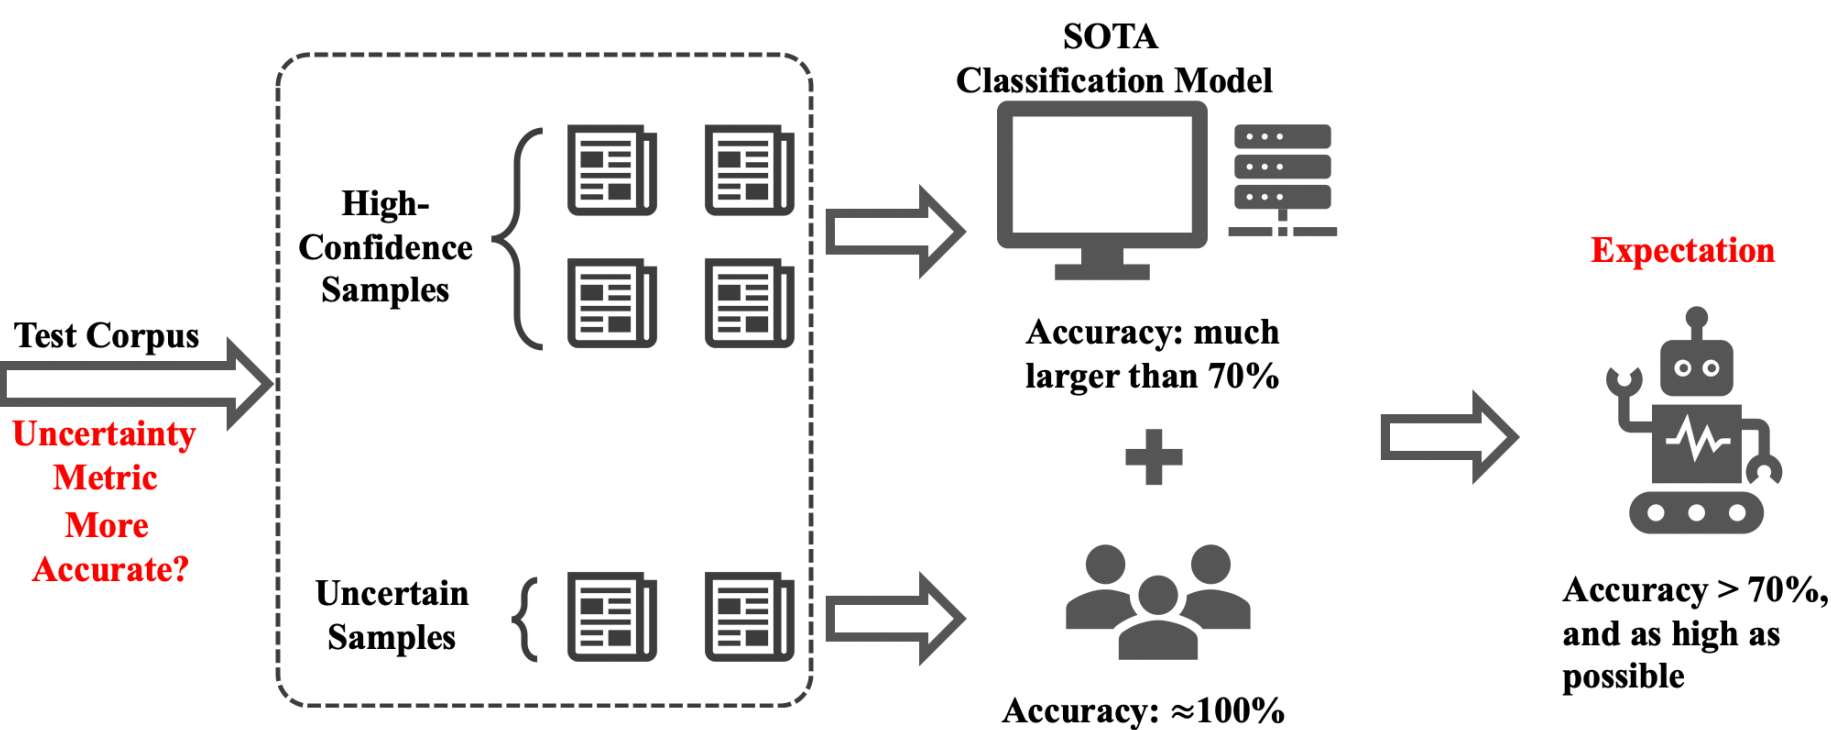 Test Corpus
Uncertainty
Metric
More
Accurate?
High-
Confidence
Samples
Uncertain
Samples
SOTA
Classification Model
Accuracy: much
larger than 70%
Accuracy: ≈100%
Expectation
Accuracy > 70%,
and as high as
possible